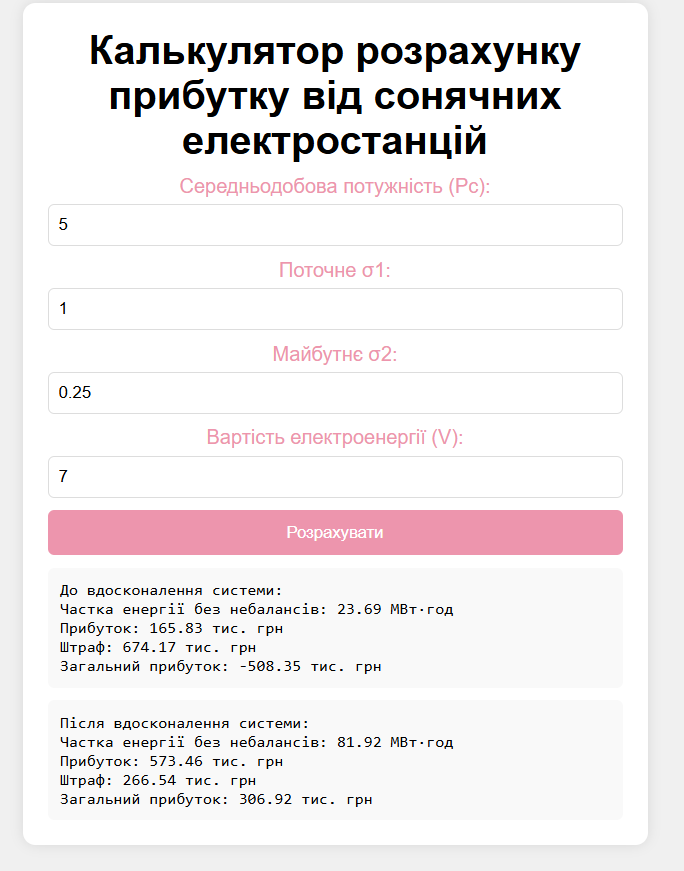 Калькулятор розрахунку
прибутку від сонячних
електростанцій
Середньодобова потужність (Pc):
5
Поточне σ1:
1
Майбутнє σ2:
0.25
Вартість електроенергії (V):
7
Розрахувати
До вдосконалення системи:
Частка енергії без небалансів: 23.69 МВт·год
Прибуток: 165.83 тис. грн
Штраф: 674.17 тис. грн
Загальний прибуток: -508.35 тис. грн
Після вдосконалення системи:
Частка енергії без небалансів: 81.92 МВт·год
Прибуток: 573.46 тис. грн
Штраф: 266.54 тис. грн
Загальний прибуток: 306.92 тис. грн